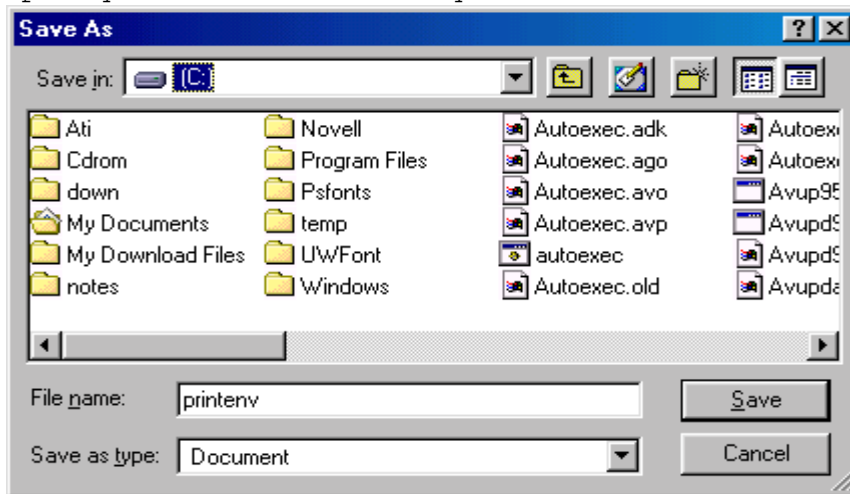 Save As
Save in: (C:)
Ati
Cdrom
down
My Documents
My Download Files
notes
Novell
Program Files
Psfonts
temp
UWFont
Windows
Autoexec.adk
Autoexec.ago
Autoexec.avo
Autoexec.avp
autoexec
Autoexec.old
File name: printenv
Save
Save as type: Document
Cancel